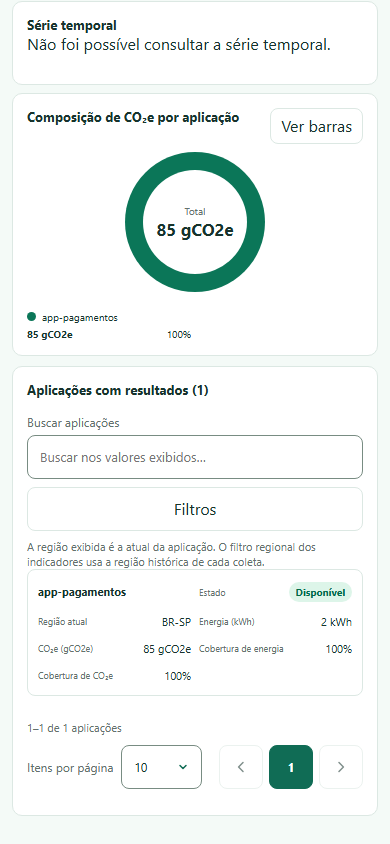 Série temporal
Não foi possível consultar a série temporal.
Composição de CO₂e por aplicação
Ver barras
Total
85 gCO2e
app-pagamentos
85 gCO2e 100%
Aplicações com resultados (1)
Buscar aplicações
Buscar nos valores exibidos...
Filtros
A região exibida é a atual da aplicação. O filtro regional dos
indicadores usa a região histórica de cada coleta.
app-pagamentos Estado Disponível
Região atual BR-SP Energia (kWh) 2 kWh
CO₂e (gCO2e) 85 gCO2e Cobertura de energia 100%
Cobertura de CO₂e 100%
1–1 de 1 aplicações
Itens por página 10 1